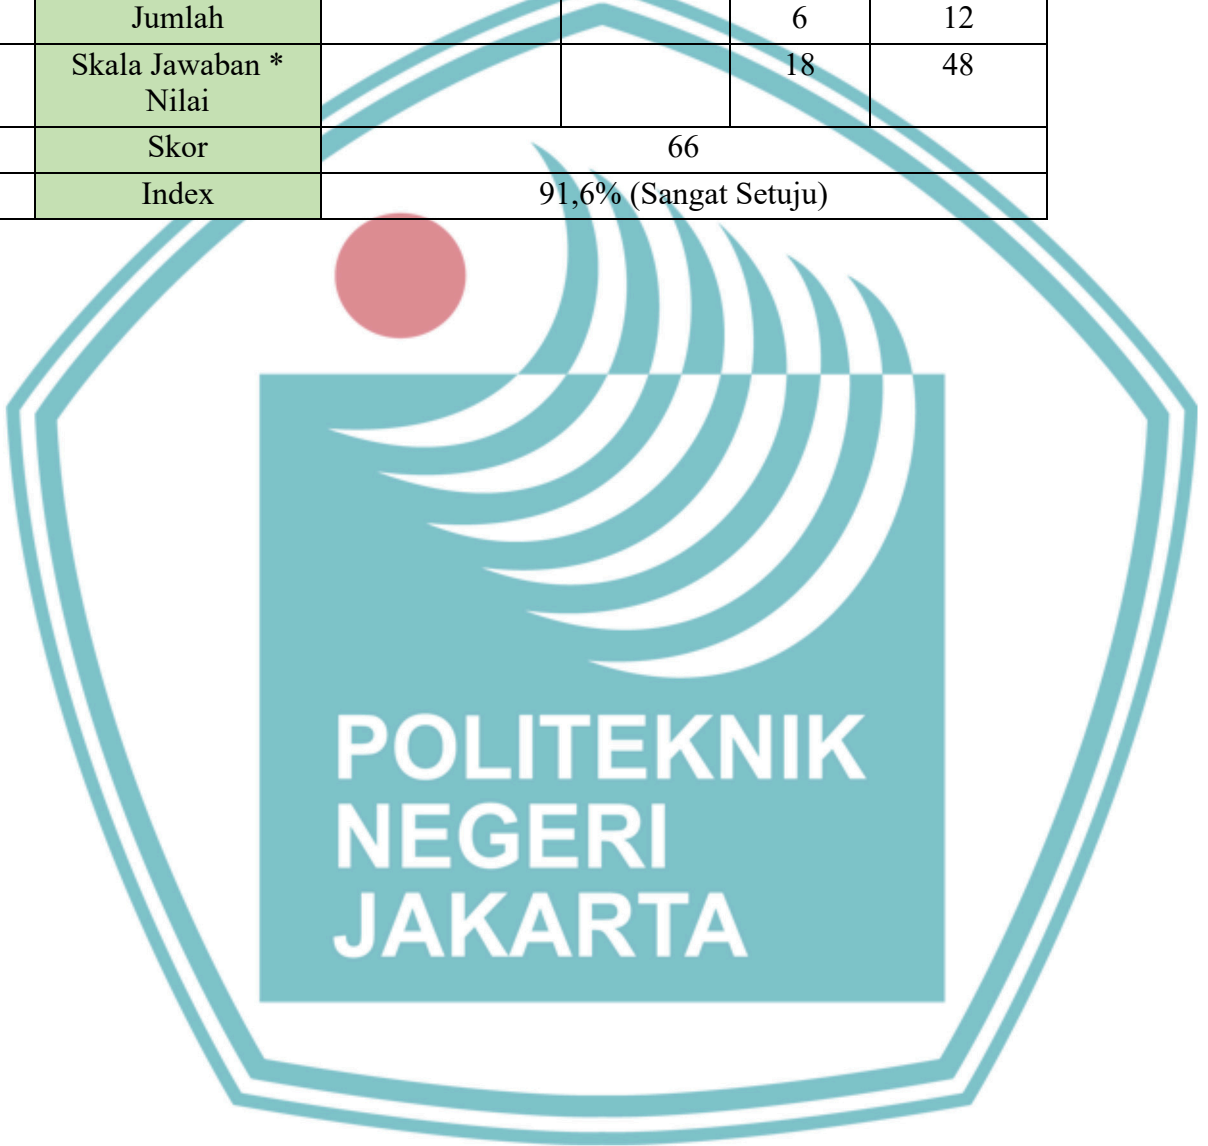 Jumlah 6 12
Skala Jawaban * 18 48
Nilai
Skor 66
Index 91,6% (Sangat Setuju)
POLITEKNIK
NEGERI
JAKARTA